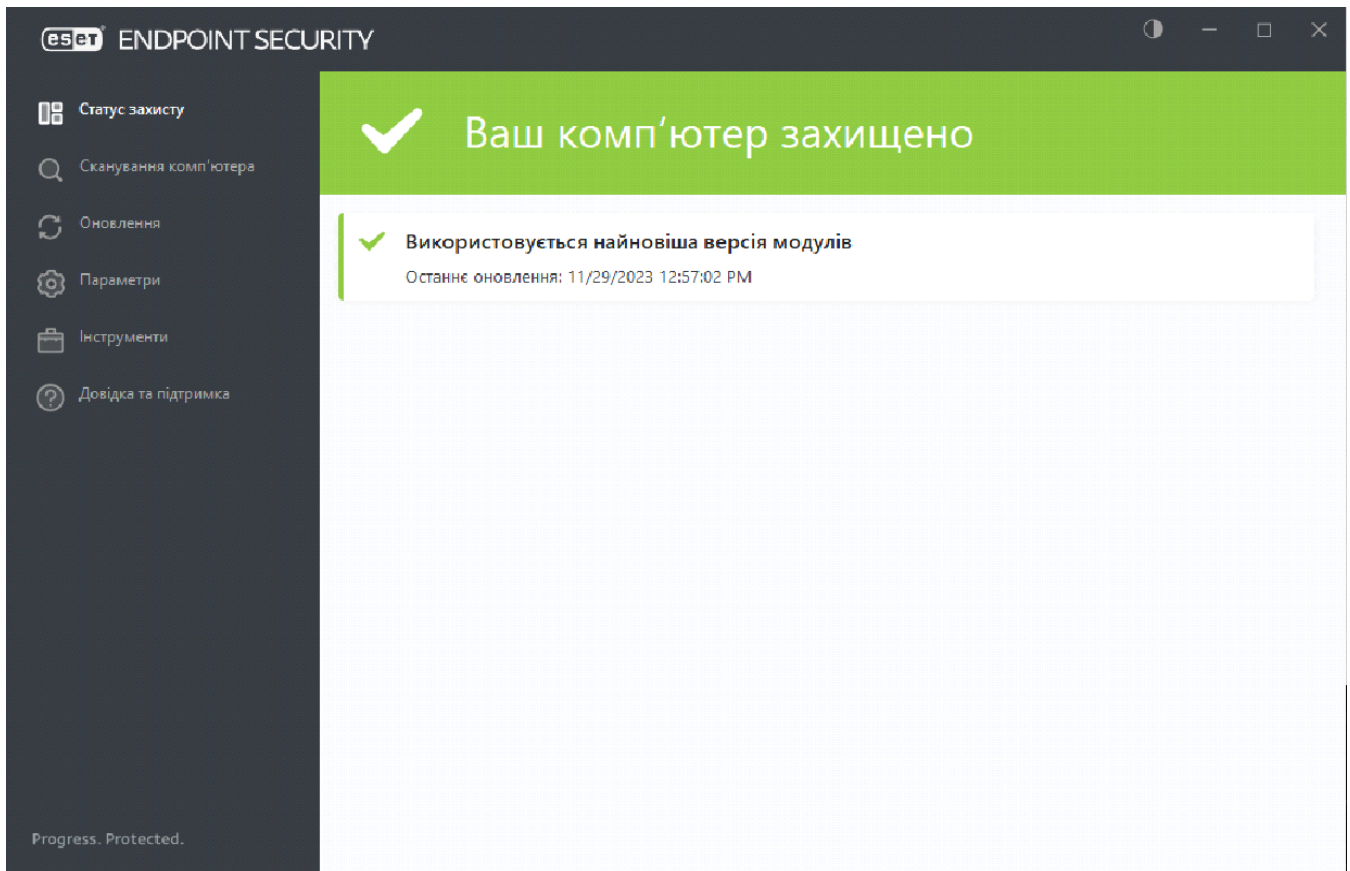 eset ENDPOINT SECURITY
Статус захисту
Сканування комп'ютера
Оновлення
Параметри
Інструменти
Довідка та підтримка
Progress. Protected.
Ваш комп'ютер захищено
Використовується найновіша версія модулів
Останнє оновлення: 11/29/2023 12:57:02 PM